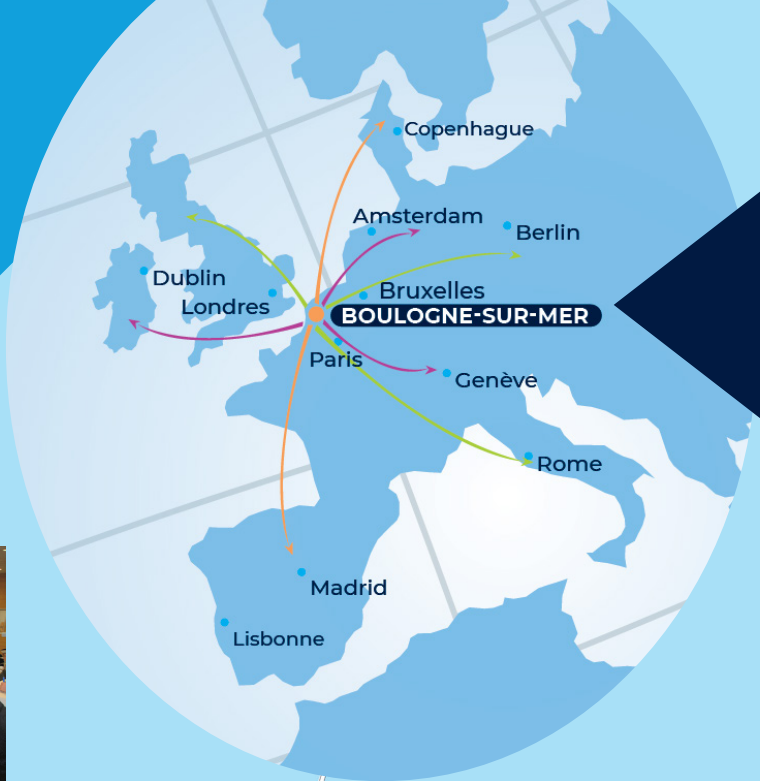 Copenhague
Amsterdam
Berlin
Dublin
Bruxelles
Londres
BOULOGNE-SUR-MER
Paris
Genève
Rome
Madrid
Lisbonne